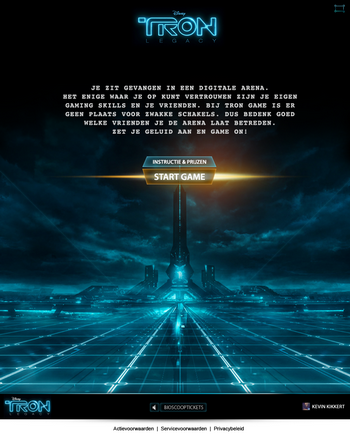 Disney
TRON
LEGACY
JE ZIT GEVANGEN IN EEN DIGITALE ARENA.
HET ENIGE WAAR JE OP KUNT VERTROUWEN ZIJN JE EIGEN
GAMING SKILLS EN JE VRIENDEN. BIJ TRON GAME IS ER
GEEN PLAATS VOOR ZWAKKE SCHAKELS. DUS BEDENK GOED
WELKE VRIENDEN JE DE ARENA LAAT BETREDEN.
ZET JE GELUID AAN EN GAME ON!
INSTRUCTIE & PRIJZEN
START GAME
Disney
TRON
LEGACY
BIOSCOOPTICKETS
KEVIN KIKKERT
Actievoorwaarden | Servicevoorwaarden | Privacybeleid